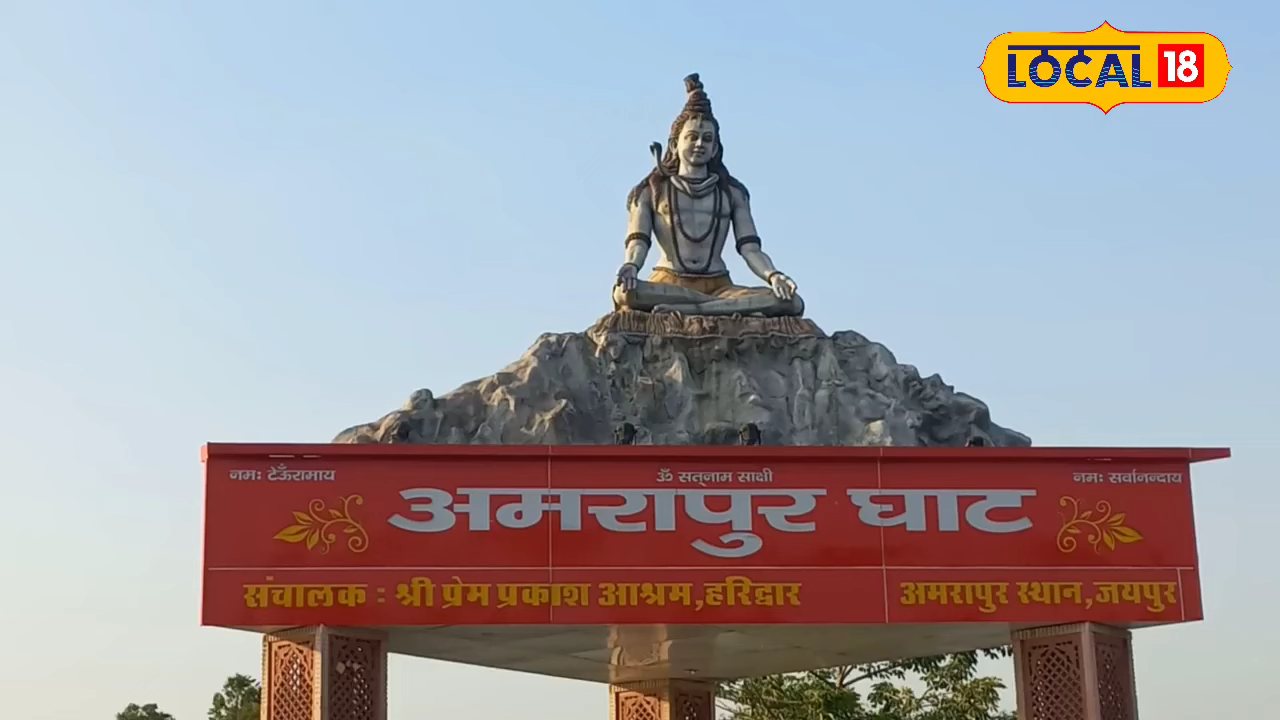 LOCAL 18
नमः टेऊँरामाय
ॐ सत्‌नाम साक्षी
नमः सर्वानन्दाय
अमरापुर घाट
संचालक : श्री प्रेम प्रकाश आश्रम,हरिद्वार
अमरापुर स्थान,जयपुर